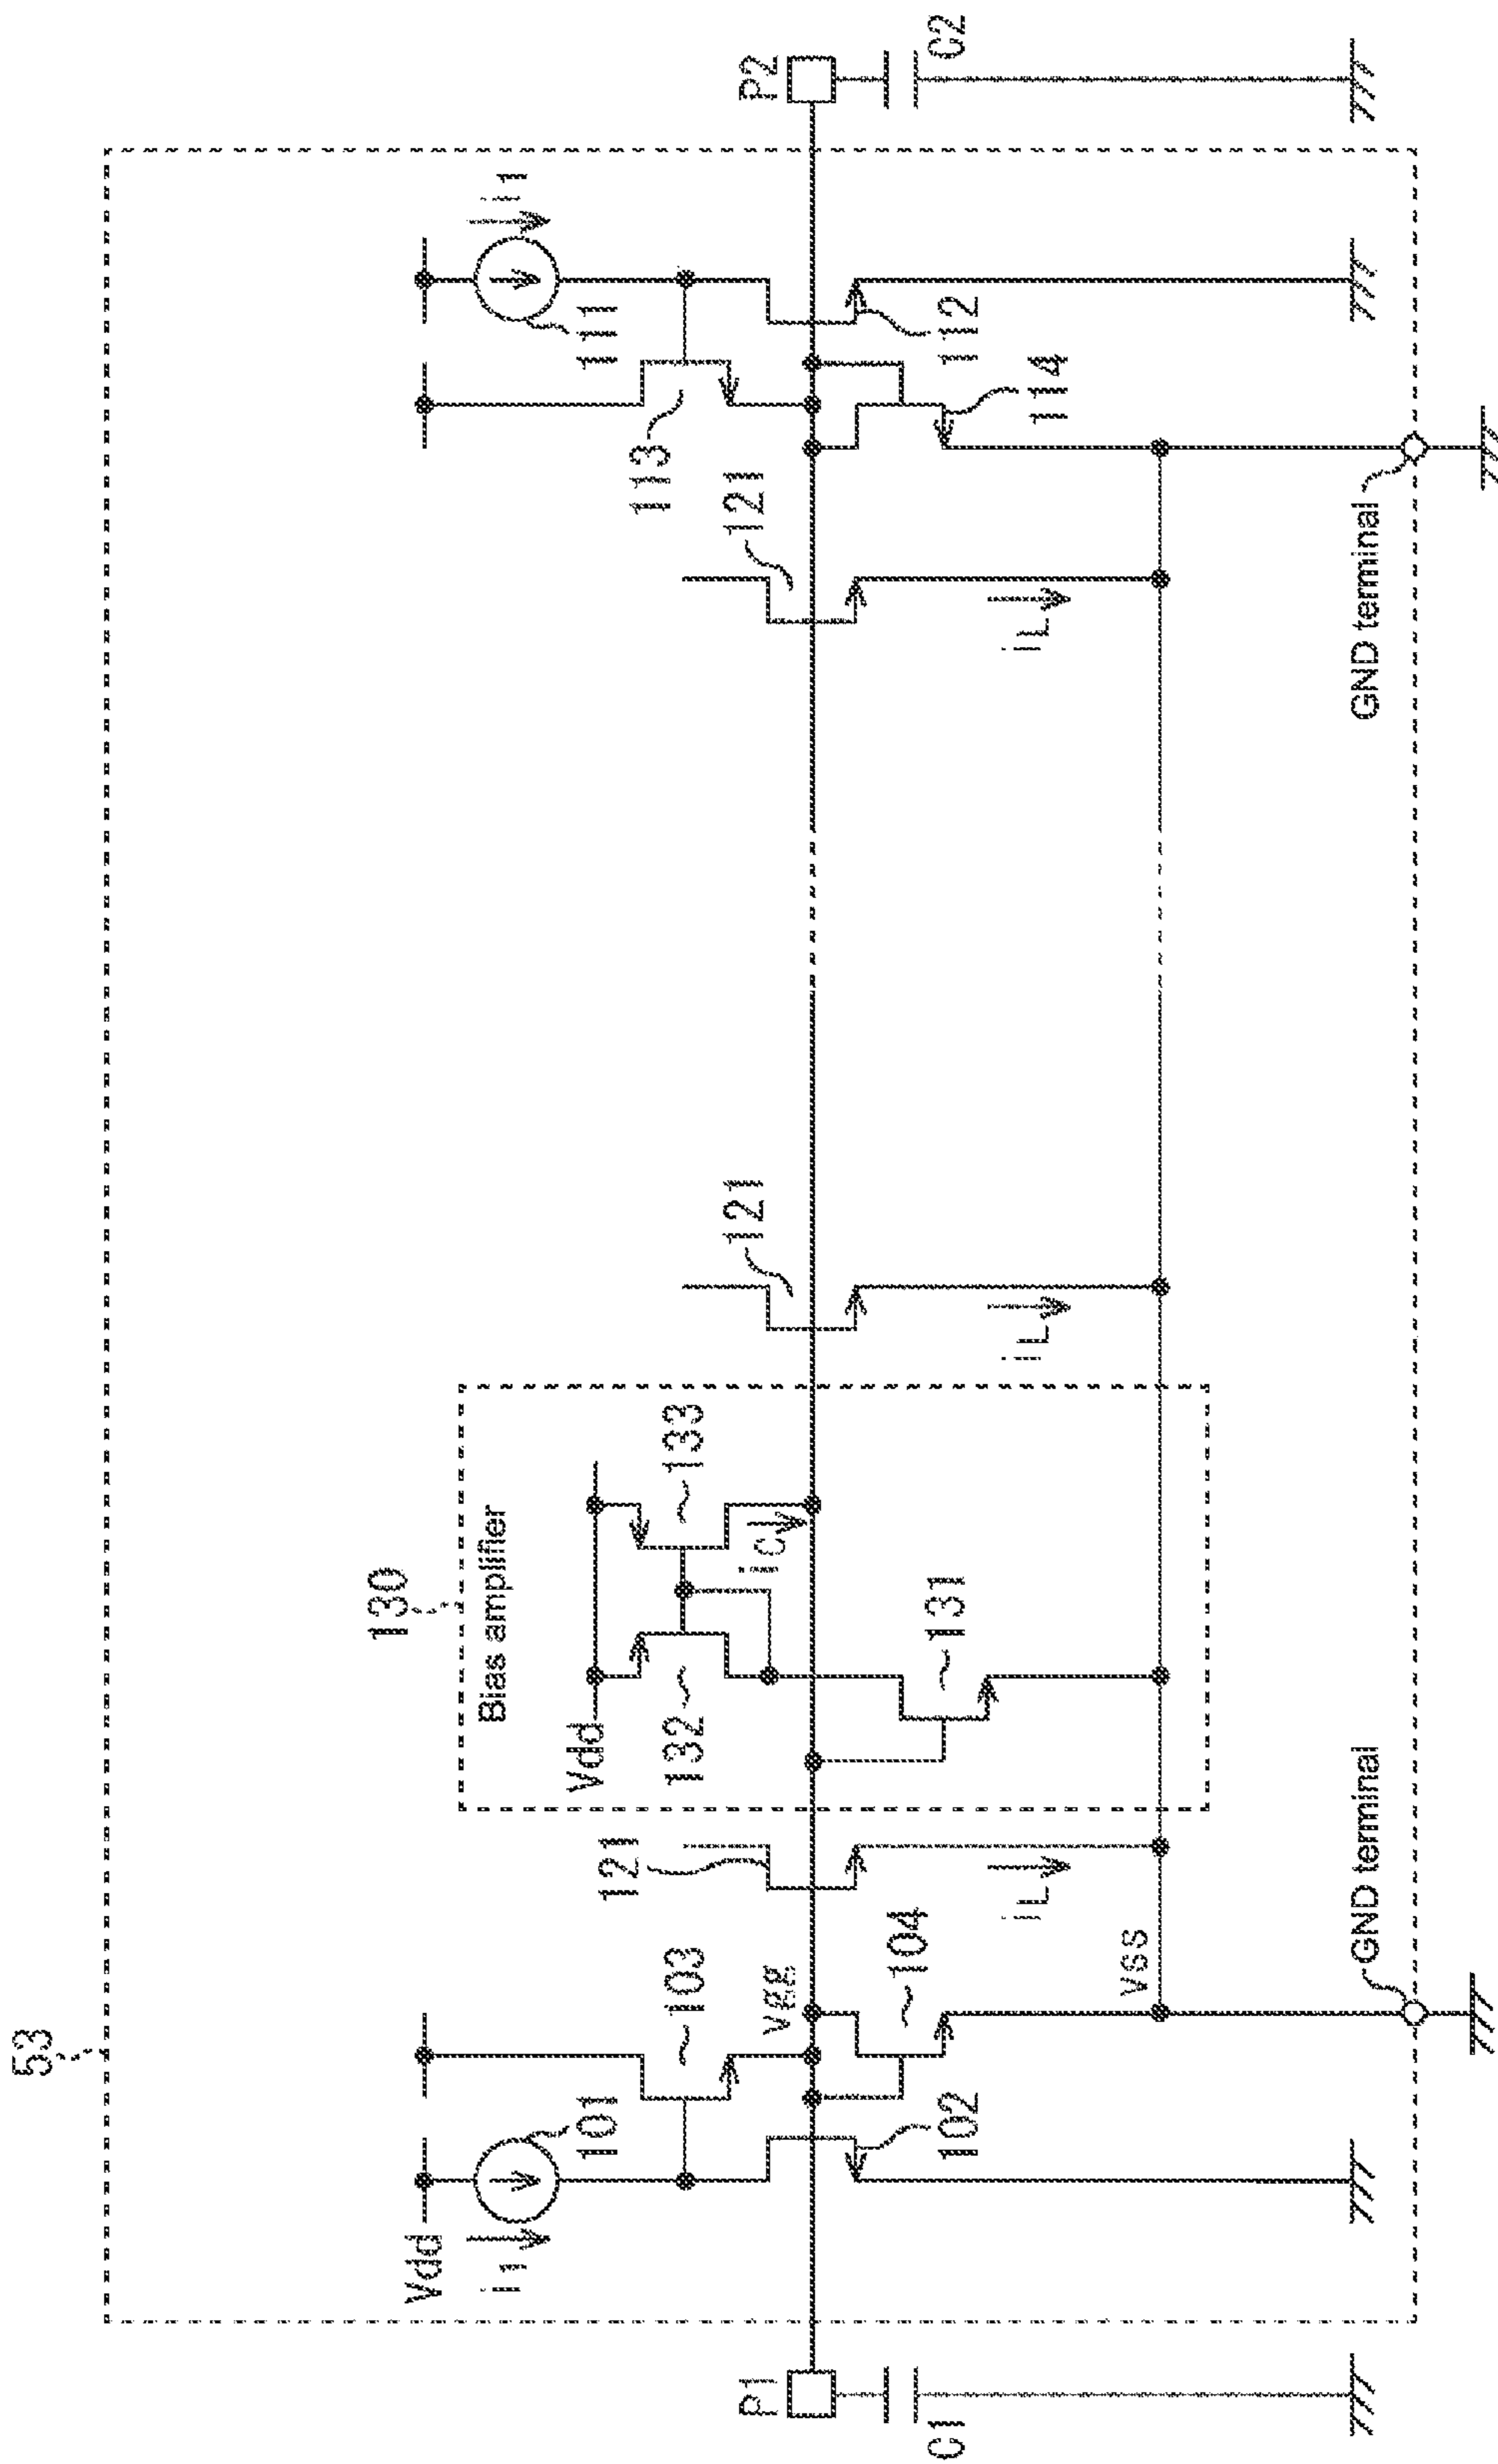 53
130
Bias amplifier
Vdd
i1
101
103
102
vgg
104
121
iL
vss
GND terminal
P1
C1
Vdd
132
133
ic
131
121
iL
121
iL
113
111
i1
112
114
GND terminal
P2
C2